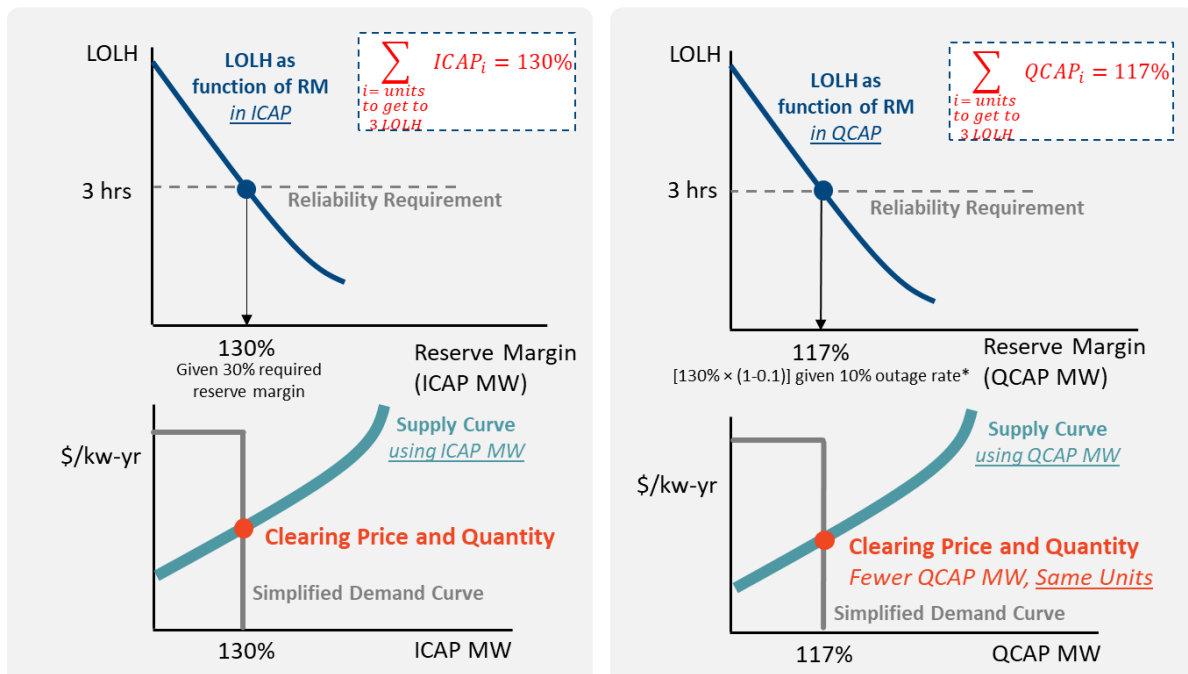 LOLH
LOLH as
function of RM
in ICAP
∑ ICAP_i = 130%
i= units
to get to
3 LOLH
3 hrs
Reliability Requirement
130%
Given 30% required
reserve margin
Reserve Margin
(ICAP MW)
$/kw-yr
Supply Curve
using ICAP MW
Clearing Price and Quantity
Simplified Demand Curve
130%
ICAP MW
LOLH
LOLH as
function of RM
in QCAP
∑ QCAP_i = 117%
i= units
to get to
3 LOLH
3 hrs
Reliability Requirement
117%
[130% × (1-0.1)] given 10% outage rate*
Reserve Margin
(QCAP MW)
$/kw-yr
Supply Curve
using QCAP MW
Clearing Price and Quantity
Fewer QCAP MW, Same Units
Simplified Demand Curve
117%
QCAP MW